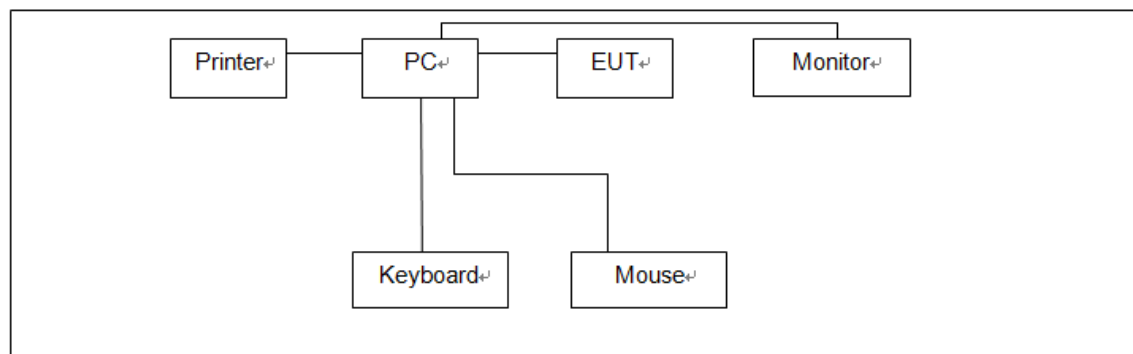 Printer
PC
EUT
Monitor
Keyboard
Mouse